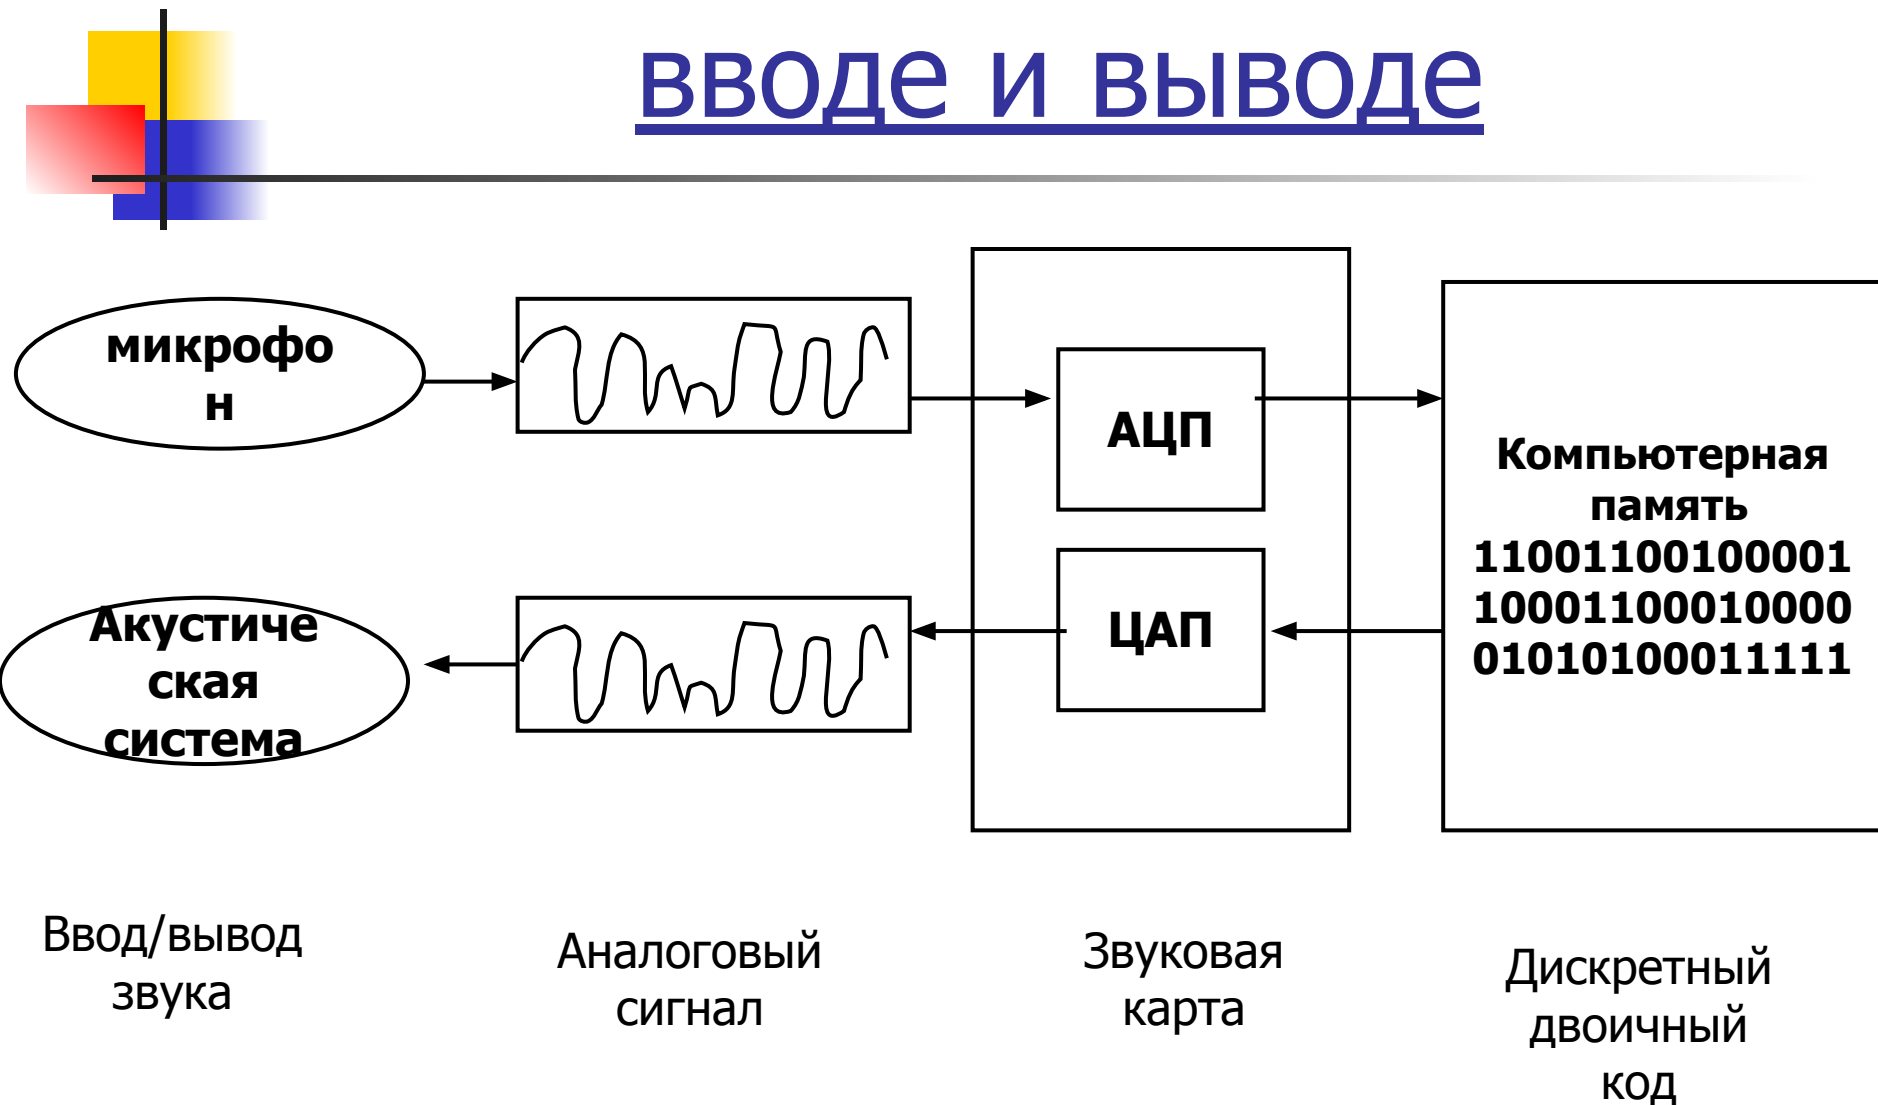 вводе и выводе
микрофо
н
АЦП
Компьютерная
память
11001100100001
10001100010000
01010100011111
Акустиче
ская
система
ЦАП
Ввод/вывод
звука
Аналоговый
сигнал
Звуковая
карта
Дискретный
двоичный
код